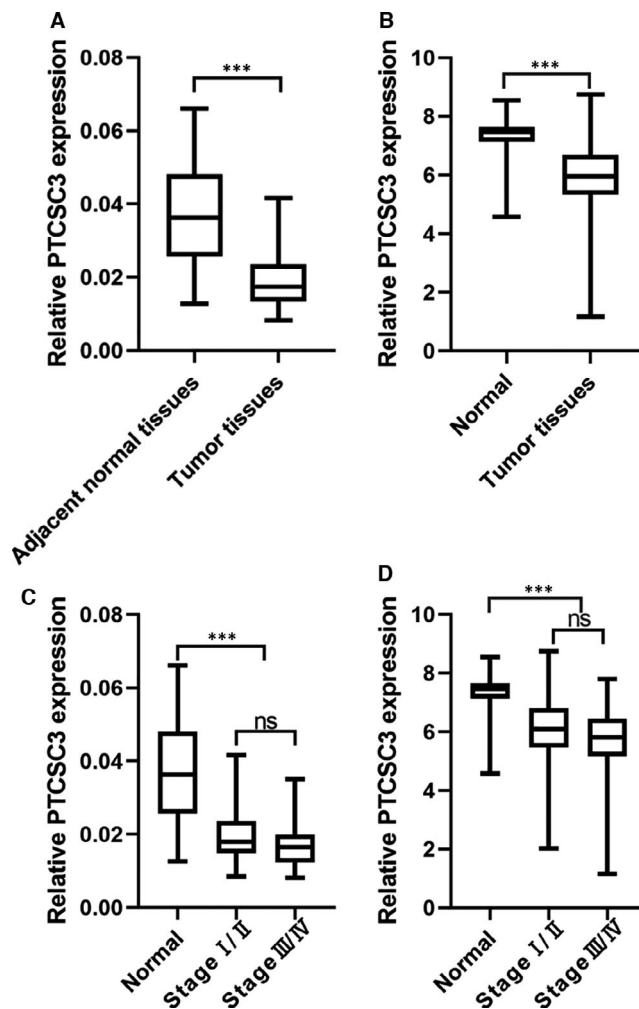 A
Relative PTCSC3 expression
0.08
0.06
0.04
0.02
0.00
***
Adjacent normal tissues
Tumor tissues
B
Relative PTCSC3 expression
10
8
6
4
2
0
***
Normal
Tumor tissues
C
Relative PTCSC3 expression
0.08
0.06
0.04
0.02
0.00
***
ns
Normal
Stage Ⅰ/Ⅱ
Stage Ⅲ/Ⅳ
D
Relative PTCSC3 expression
10
8
6
4
2
0
***
ns
Normal
Stage Ⅰ/Ⅱ
Stage Ⅲ/Ⅳ